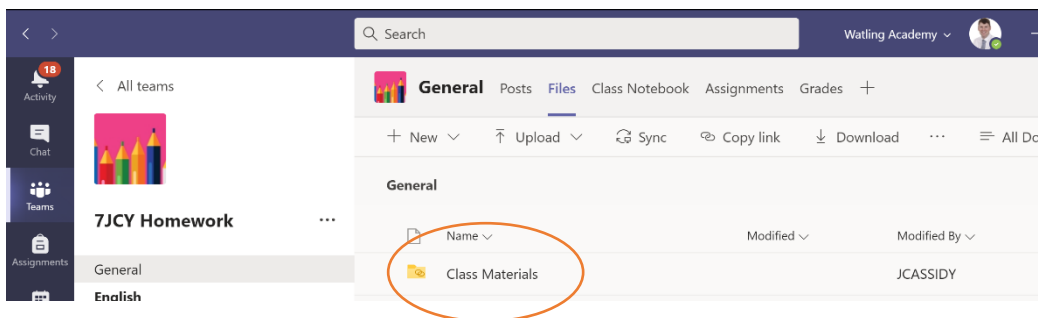 Search
Watling Academy
18
Activity
All teams
General Posts Files Class Notebook Assignments Grades
New Upload Sync Copy link Download ... All Do
Chat
General
Teams
7JCY Homework ...
Name Modified Modified By
Assignments
General
Class Materials JCASSIDY
English